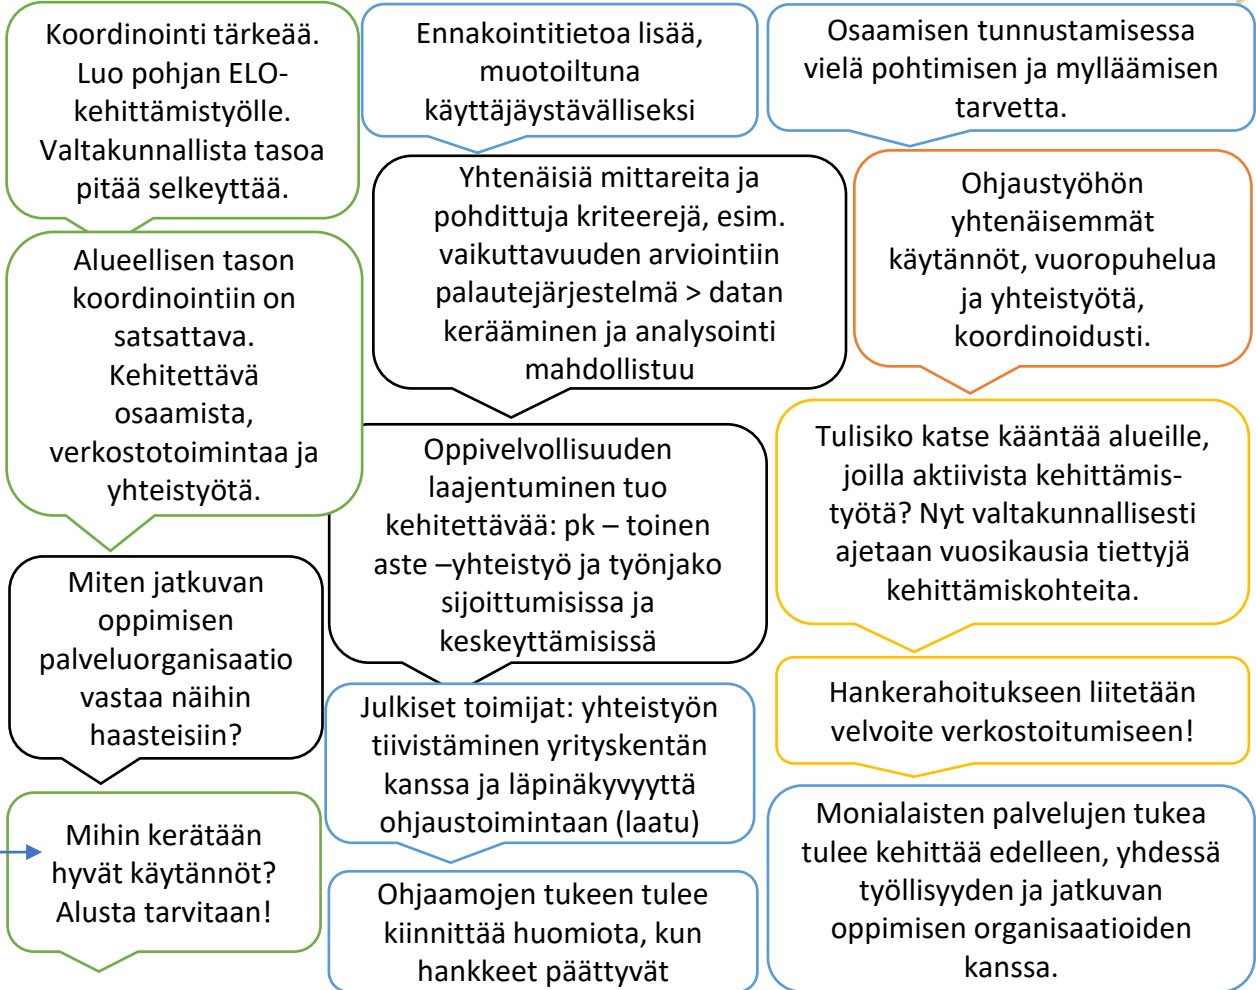 Koordinointi tärkeää.
Luo pohjan ELO-
kehittämistyölle.
Valtakunnallista tasoa
pitää selkeyttää.
Alueellisen tason
koordinointiin on
satsattava.
Kehitettävä
osaamista,
verkostotoimintaa ja
yhteistyötä.
Miten jatkuvan
oppimisen
palveluorganisaatio
vastaa näihin
haasteisiin?
Mihin kerätään
hyvät käytännöt?
Alusta tarvitaan!
Ennakointitietoa lisää,
muotoiltuna
käyttäjäystävälliseksi
Yhtenäisiä mittareita ja
pohdittuja kriteerejä, esim.
vaikuttavuuden arviointiin
palautejärjestelmä > datan
kerääminen ja analysointi
mahdollistuu
Oppivelvollisuuden
laajentuminen tuo
kehitettävää: pk – toinen
aste –yhteistyö ja työnjako
sijoittumisissa ja
keskeyttämisissä
Julkiset toimijat: yhteistyön
tiivistäminen yrityskentän
kanssa ja läpinäkyvyyttä
ohjaustoimintaan (laatu)
Ohjaamojen tukeen tulee
kiinnittää huomiota, kun
hankkeet päättyvät
Osaamisen tunnustamisessa
vielä pohtimisen ja mylläämisen
tarvetta.
Ohjaustyöhön
yhtenäisemmät
käytännöt, vuoropuhelua
ja yhteistyötä,
koordinoidusti.
Tulisiko katse kääntää alueille,
joilla aktiivista kehittämis-
työtä? Nyt valtakunnallisesti
ajetaan vuosikausia tiettyjä
kehittämiskohteita.
Hankerahoitukseen liitetään
velvoite verkostoitumiseen!
Monialaisten palvelujen tukea
tulee kehittää edelleen, yhdessä
työllisyyden ja jatkuvan
oppimisen organisaatioiden
kanssa.